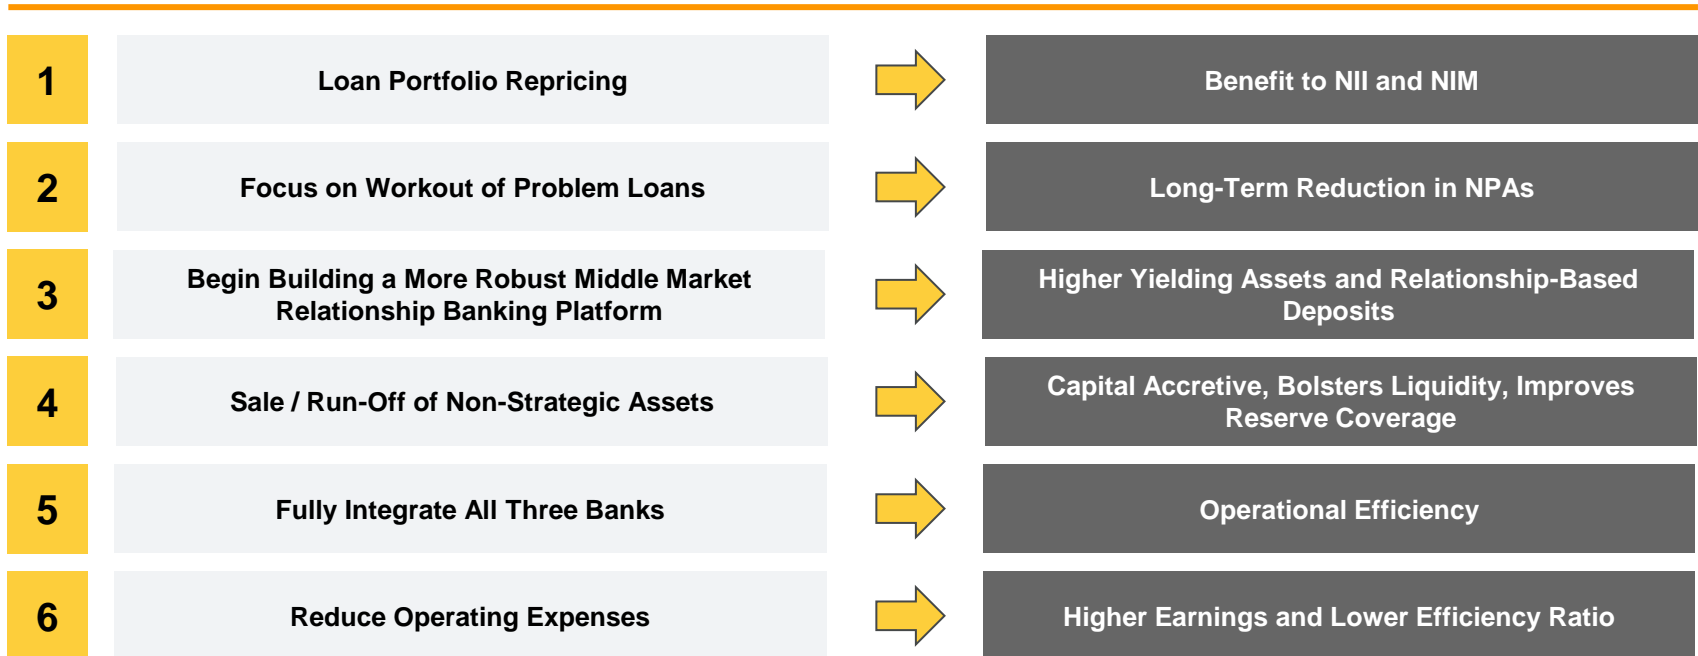 1
Loan Portfolio Repricing
Benefit to NII and NIM
2
Focus on Workout of Problem Loans
Long-Term Reduction in NPAs
3
Begin Building a More Robust Middle Market
Relationship Banking Platform
Higher Yielding Assets and Relationship-Based
Deposits
4
Sale / Run-Off of Non-Strategic Assets
Capital Accretive, Bolsters Liquidity, Improves
Reserve Coverage
5
Fully Integrate All Three Banks
Operational Efficiency
6
Reduce Operating Expenses
Higher Earnings and Lower Efficiency Ratio